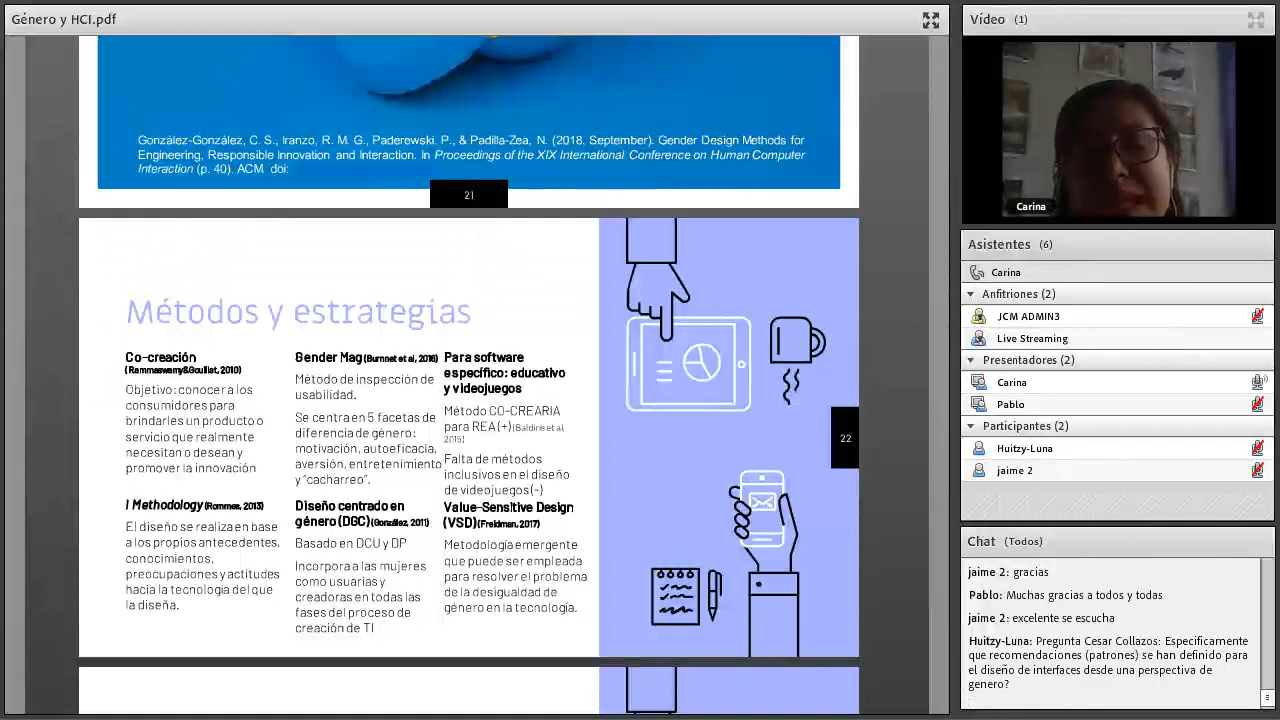 Género y HCI.pdf
González-González, C. S., Iranzo, R. M. G., Paderewski, P., & Padilla-Zea, N. (2018, September). Gender Design Methods for
Engineering, Responsible Innovation and Interaction. In Proceedings of the XIX International Conference on Human Computer
Interaction (p. 40). ACM. doi:
21
Métodos y estrategias
Co-creación
(Rammaswamy&Gouillat, 2010)
Objetivo: conocer a los
consumidores para
brindarles un producto o
servicio que realmente
necesitan o desean y
promover la innovación
I Methodology (Rommes, 2013)
El diseño se realiza en base
a los propios antecedentes,
conocimientos,
preocupaciones y actitudes
hacia la tecnología del que
la diseña.
Gender Mag (Burnnet et al, 2016)
Método de inspección de
usabilidad.
Se centra en 5 facetas de
diferencia de género:
motivación, autoeficacia,
aversión, entretenimiento
y "cacharreo".
Diseño centrado en
género (DGC) (González, 2011)
Basado en DCU y DP
Incorpora a las mujeres
como usuarias y
creadoras en todas las
fases del proceso de
creación de TI
Para software
específico: educativo
y videojuegos
Método CO-CREARIA
para REA (+) (Baldiris et al,
2016)
Falta de métodos
inclusivos en el diseño
de videojuegos (-)
Value-Sensitive Design
(VSD) (Freidman, 2017)
Metodología emergente
que puede ser empleada
para resolver el problema
de la desigualdad de
género en la tecnología.
22
Vídeo (1)
Carina
Asistentes (6)
Carina
Anfitriones (2)
JCM ADMIN3
Live Streaming
Presentadores (2)
Carina
Pablo
Participantes (2)
Huitzy-Luna
jaime 2
Chat (Todos)
jaime 2: gracias
Pablo: Muchas gracias a todos y todas
jaime 2: excelente se escucha
Huitzy-Luna: Pregunta Cesar Collazos: Especificamente
que recomendaciones (patrones) se han definido para
el diseño de interfaces desde una perspectiva de
genero?